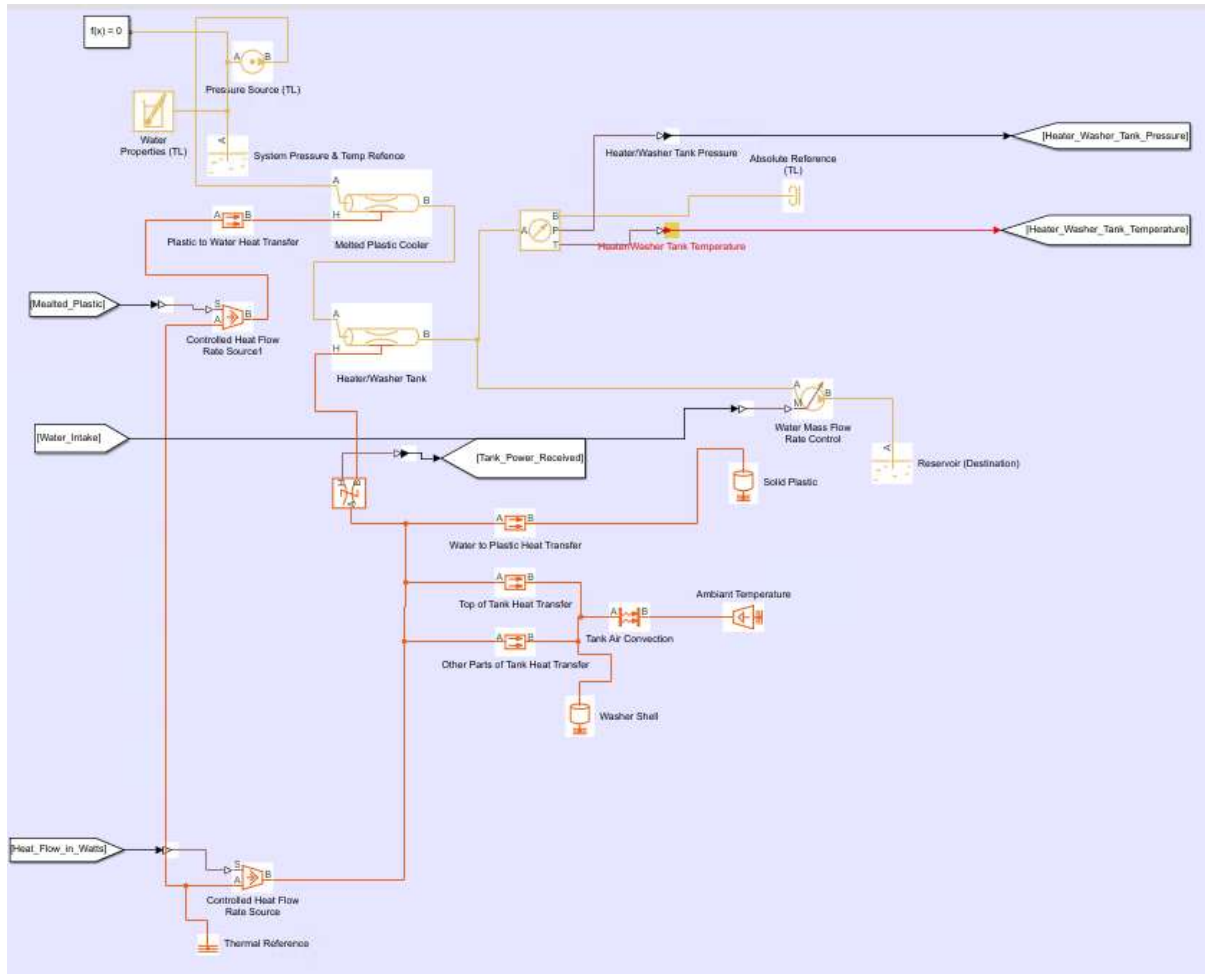 f(x) = 0
A
B
Pressure Source (TL)
Water
Properties (TL)
A
System Pressure & Temp Refence
A
B
H
Melted Plastic Cooler
A
B
Plastic to Water Heat Transfer
[Mealted_Plastic]
S
A
B
Controlled Heat Flow
Rate Source1
A
B
H
Heater/Washer Tank
A
B
P
T
Heater/Washer Tank Pressure
[Heater_Washer_Tank_Pressure]
Absolute Reference
(TL)
Heater/Washer Tank Temperature
[Heater_Washer_Tank_Temperature]
[Water_Intake]
A
M
B
Water Mass Flow
Rate Control
A
Reservoir (Destination)
[Tank_Power_Received]
H
B
A
Solid Plastic
A
B
Water to Plastic Heat Transfer
A
B
Top of Tank Heat Transfer
A
B
Tank Air Convection
Ambiant Temperature
A
B
Other Parts of Tank Heat Transfer
Washer Shell
[Heat_Flow_in_Watts]
S
A
B
Controlled Heat Flow
Rate Source
Thermal Reference